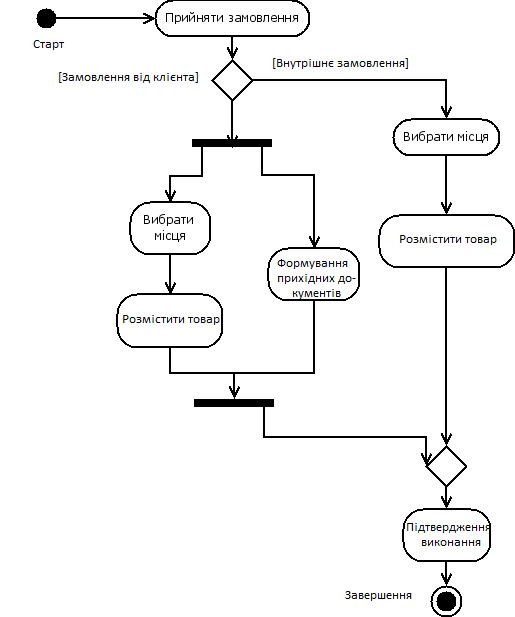 Прийняти замовлення
Старт
[Внутрішнє замовлення]
[Замовлення від клієнта]
Вибрати місця
Вибрати
місця
Розмістити товар
Формування
прихідних до-
кументів
Розмістити товар
Підтвердження
виконання
Завершення